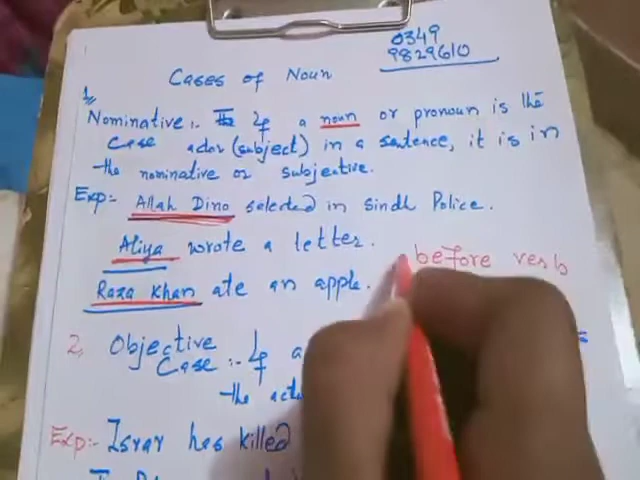 0349
9829610
Cases of Noun
1,
Nominative:- If a noun or pronoun is the
Case actor (subject) in a sentence, it is in
the nominative or subjective.
Exp:- Allah Dino selected in Sindh Police.
Aliya wrote a letter.
before verb
Raza Khan ate an apple.
2, Objective
Case :- If a
the act
Exp:- Israr has killed